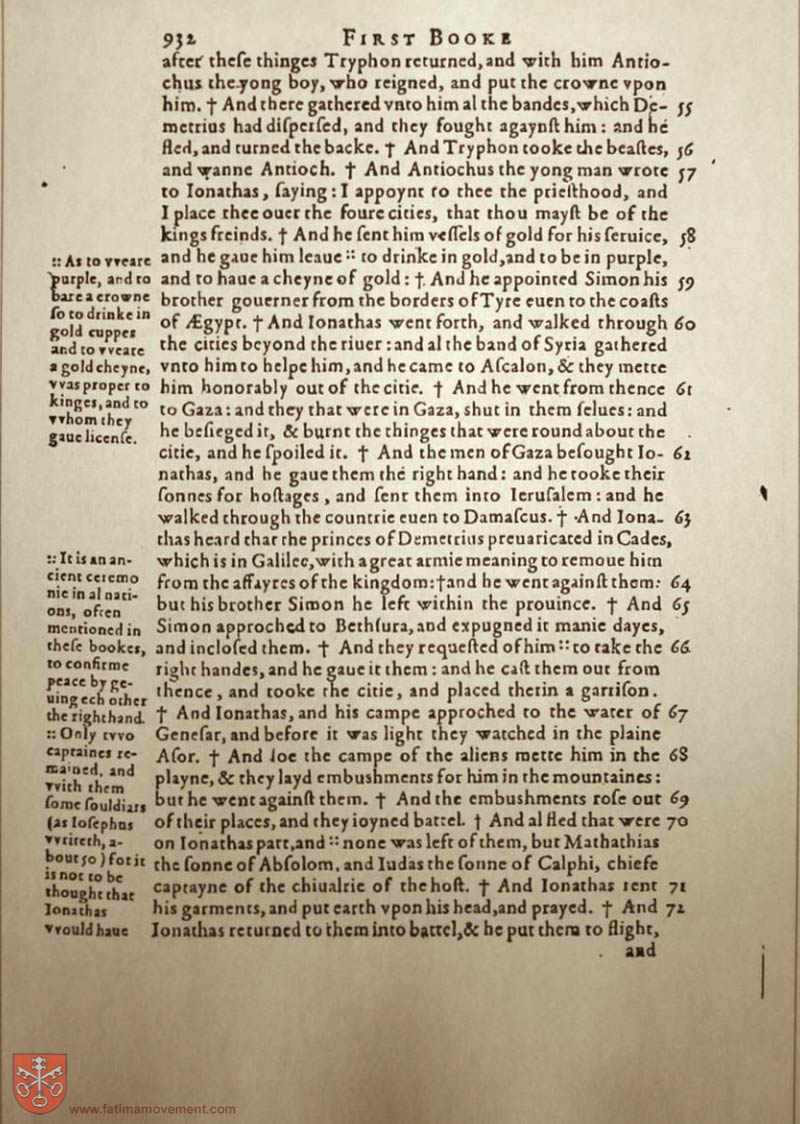 932 FIRST BOOKE
after theſe thinges Tryphon returned, and with him Antio-
chus the yong boy, who reigned, and put the crowne vpon
him. † And there gathered vnto him al the bandes, which De- 55
metrius had diſperſed, and they fought agaynſt him: and he
fled, and turned the backe. † And Tryphon tooke the beaſtes, 56
and wanne Antioch. † And Antiochus the yong man wrote 57
to Ionathas, ſaying: I appoynt to thee the prieſthood, and
I place thee ouer the foure cities, that thou mayſt be of the
kings freinds. † And he ſent him veſſels of gold for his ſeruice, 58
and he gaue him leaue :: to drinke in gold, and to be in purple,
and to haue a cheyne of gold: †. And he appointed Simon his 59
brother gouerner from the borders of Tyre euen to the coaſts
of Ægypt. † And Ionathas went forth, and walked through 60
the cities beyond the riuer: and al the band of Syria gathered
vnto him to helpe him, and he came to Aſcalon, & they mette
him honorably out of the citie. † And he went from thence 61
to Gaza: and they that were in Gaza, ſhut in them ſelues: and
he beſieged it, & burnt the thinges that were round about the
citie, and he ſpoiled it. † And the men of Gaza beſought Io- 62
nathas, and he gaue them the right hand: and he tooke their
ſonnes for hoſtages, and ſent them into Ieruſalem: and he
walked through the countrie euen to Damaſcus. † And Iona- 63
thas heard that the princes of Demetrius preuaricated in Cades,
which is in Galilee, with a great armie meaning to remoue him
from the affayres of the kingdom: † and he went againſt them: 64
but his brother Simon he left within the prouince. † And 65
Simon approched to Bethſura, and expugned it manie dayes,
and incloſed them. † And they requeſted of him :: to take the 66
right handes, and he gaue it them: and he caſt them out from
thence, and tooke the citie, and placed therin a garriſon.
† And Ionathas, and his campe approched to the water of 67
Geneſar, and before it was light they watched in the plaine
Aſor. † And loe the campe of the aliens mette him in the 68
playne, & they layd embushments for him in the mountaines:
but he went againſt them. † And the embushments roſe out 69
of their places, and they ioyned battel. † And al fled that were 70
on Ionathas part, and :: none was left of them, but Mathathias
the ſonne of Abſolom, and Iudas the ſonne of Calphi, chiefe
captayne of the chiualrie of the hoſt. † And Ionathas rent 71
his garments, and put earth vpon his head, and prayed. † And 72
Ionathas returned to them into battel, & he put them to flight,
and
:: As to vveare
purple, and to
bare a crowne
ſo to drinke in
gold cuppes
and to vveare
a gold cheyne,
vvas proper to
kinges, and to
vvhom they
gaue licenſe.
:: It is an an-
cient ceremo
nie in al nati-
ons, often
mentioned in
theſe bookes,
to confirme
peace by ge-
uing ech other
the right hand.
:: Only tvvo
captaines re-
mained, and
vvith them
ſome ſouldiars
(as Ioſephus
vvriteth, a-
bout 50) for it
is not to be
thought that
Ionathas
vvould haue
www.fatimamovement.com